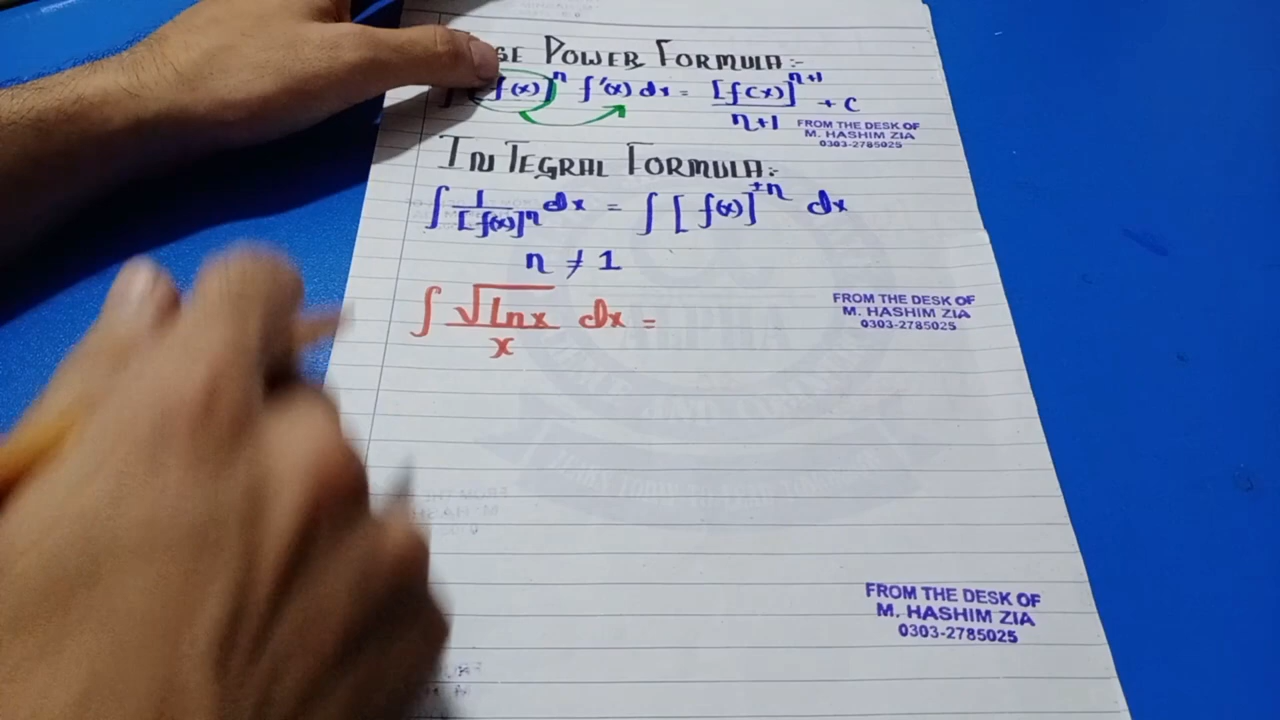 POWER FORMULA:-
f(x)]ⁿ f'(x) dx = [f(x)]ⁿ⁺¹ / n+1 + C
FROM THE DESK OF
M. HASHIM ZIA
0303-2785025
INTEGRAL FORMULA:-
∫ 1/[f(x)]ⁿ dx = ∫ [f(x)]^±n dx
n ≠ 1
∫ √lnx / x dx =
FROM THE DESK OF
M. HASHIM ZIA
0303-2785025
FROM THE DESK OF
M. HASHIM ZIA
0303-2785025